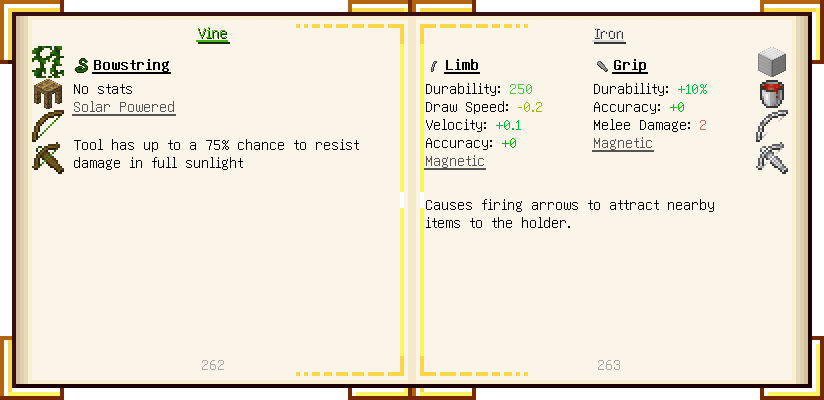 Vine
Bowstring
No stats
Solar Powered
Tool has up to a 75% chance to resist
damage in full sunlight
262
Iron
Limb
Durability: 250
Draw Speed: -0.2
Velocity: +0.1
Accuracy: +0
Magnetic
Grip
Durability: +10%
Accuracy: +0
Melee Damage: 2
Magnetic
Causes firing arrows to attract nearby
items to the holder.
263